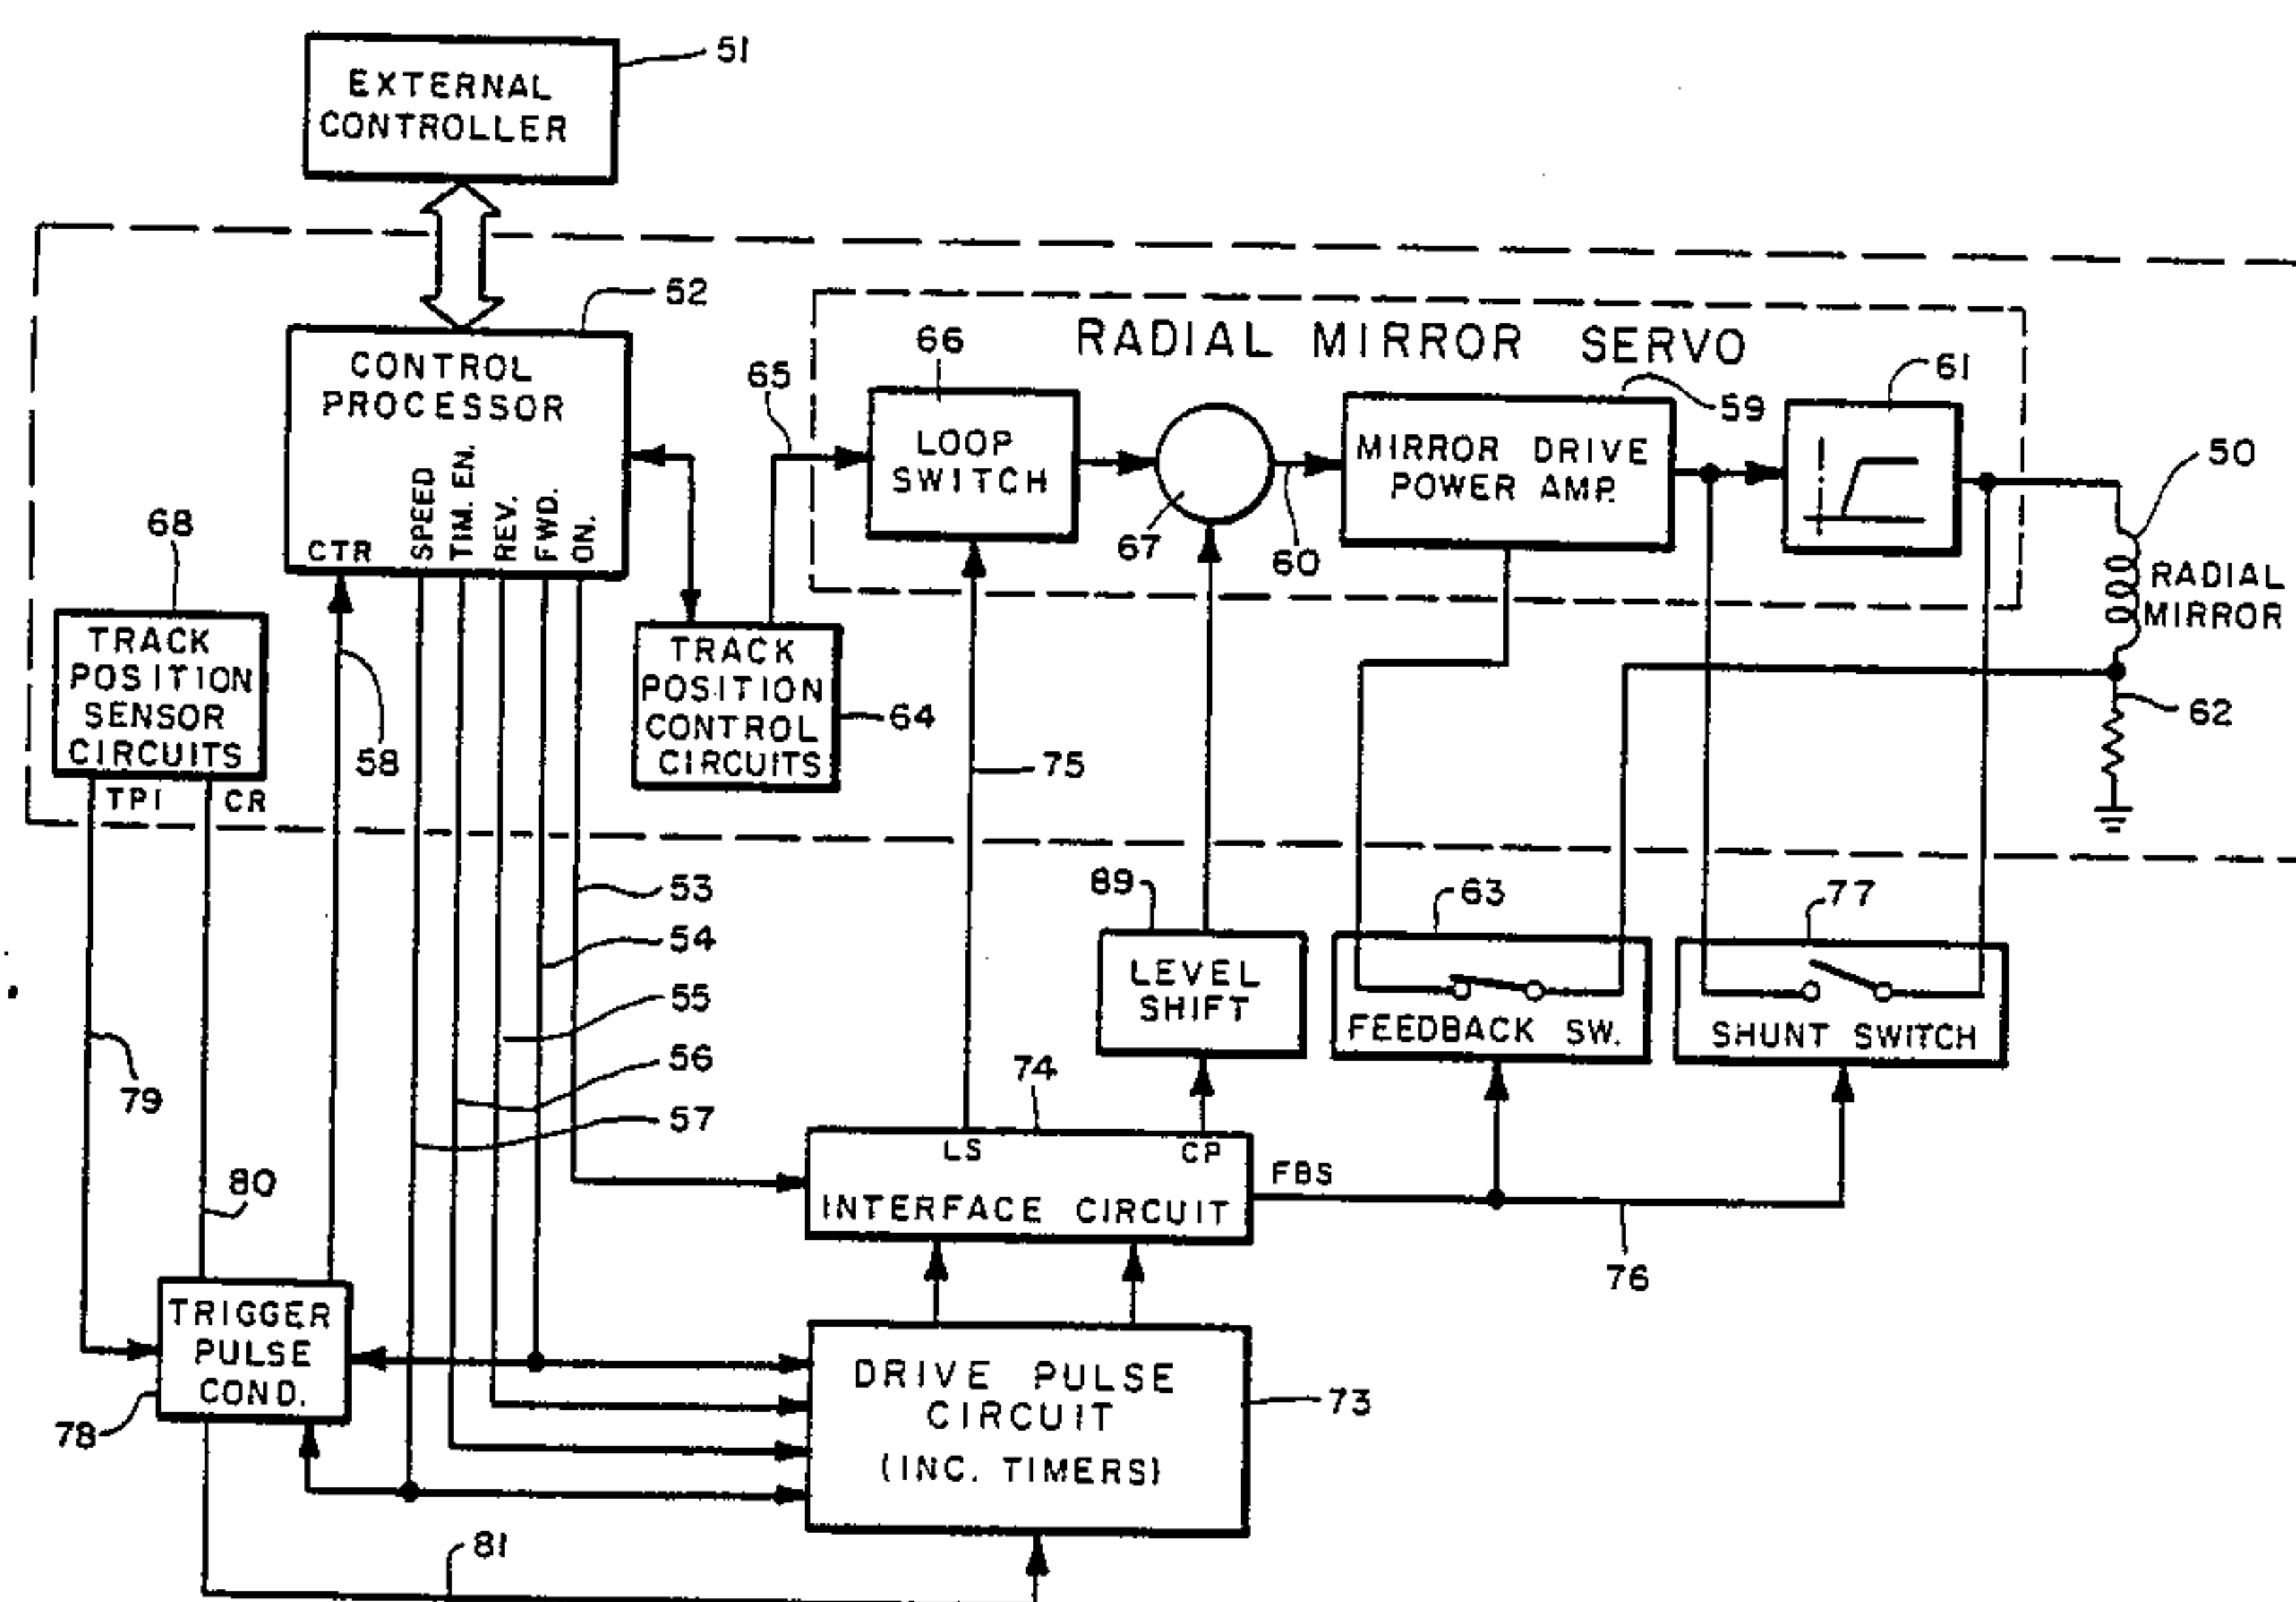 51
EXTERNAL
CONTROLLER
52
CONTROL
PROCESSOR
CTR
SPEED
TIM. EN.
REV.
FWD.
ON.
RADIAL MIRROR SERVO
65
66
LOOP
SWITCH
67
60
59
MIRROR DRIVE
POWER AMP.
61
50
RADIAL
MIRROR
62
68
TRACK
POSITION
SENSOR
CIRCUITS
TPI
CR
58
TRACK
POSITION
CONTROL
CIRCUITS
64
75
53
54
55
56
57
79
80
89
LEVEL
SHIFT
63
FEEDBACK SW.
77
SHUNT SWITCH
74
LS
CP
INTERFACE CIRCUIT
FBS
76
TRIGGER
PULSE
COND.
78
DRIVE PULSE
CIRCUIT
(INC. TIMERS)
73
81